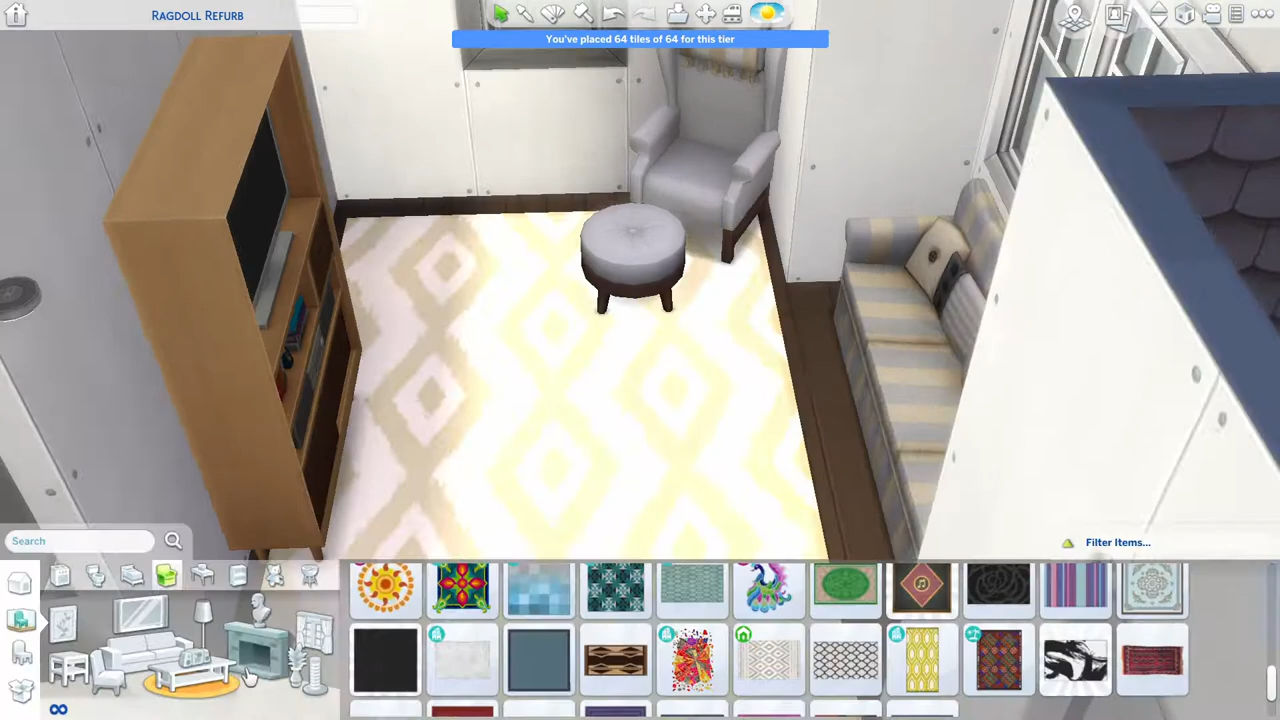 RAGDOLL REFURB
You've placed 64 tiles of 64 for this tier
Search
Filter Items...